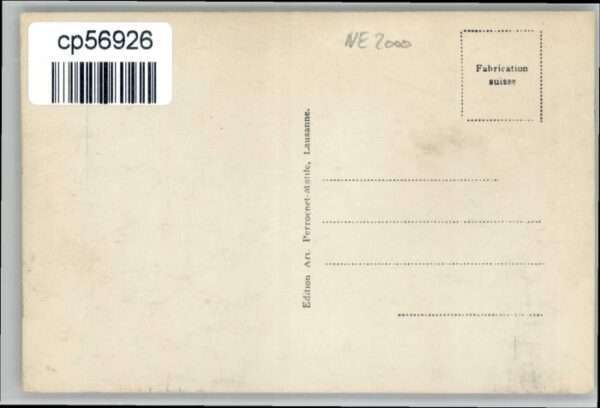 cp56926
NE 2000
Fabrication
suisse
Edition Art. Perrochet-Matile, Lausanne.